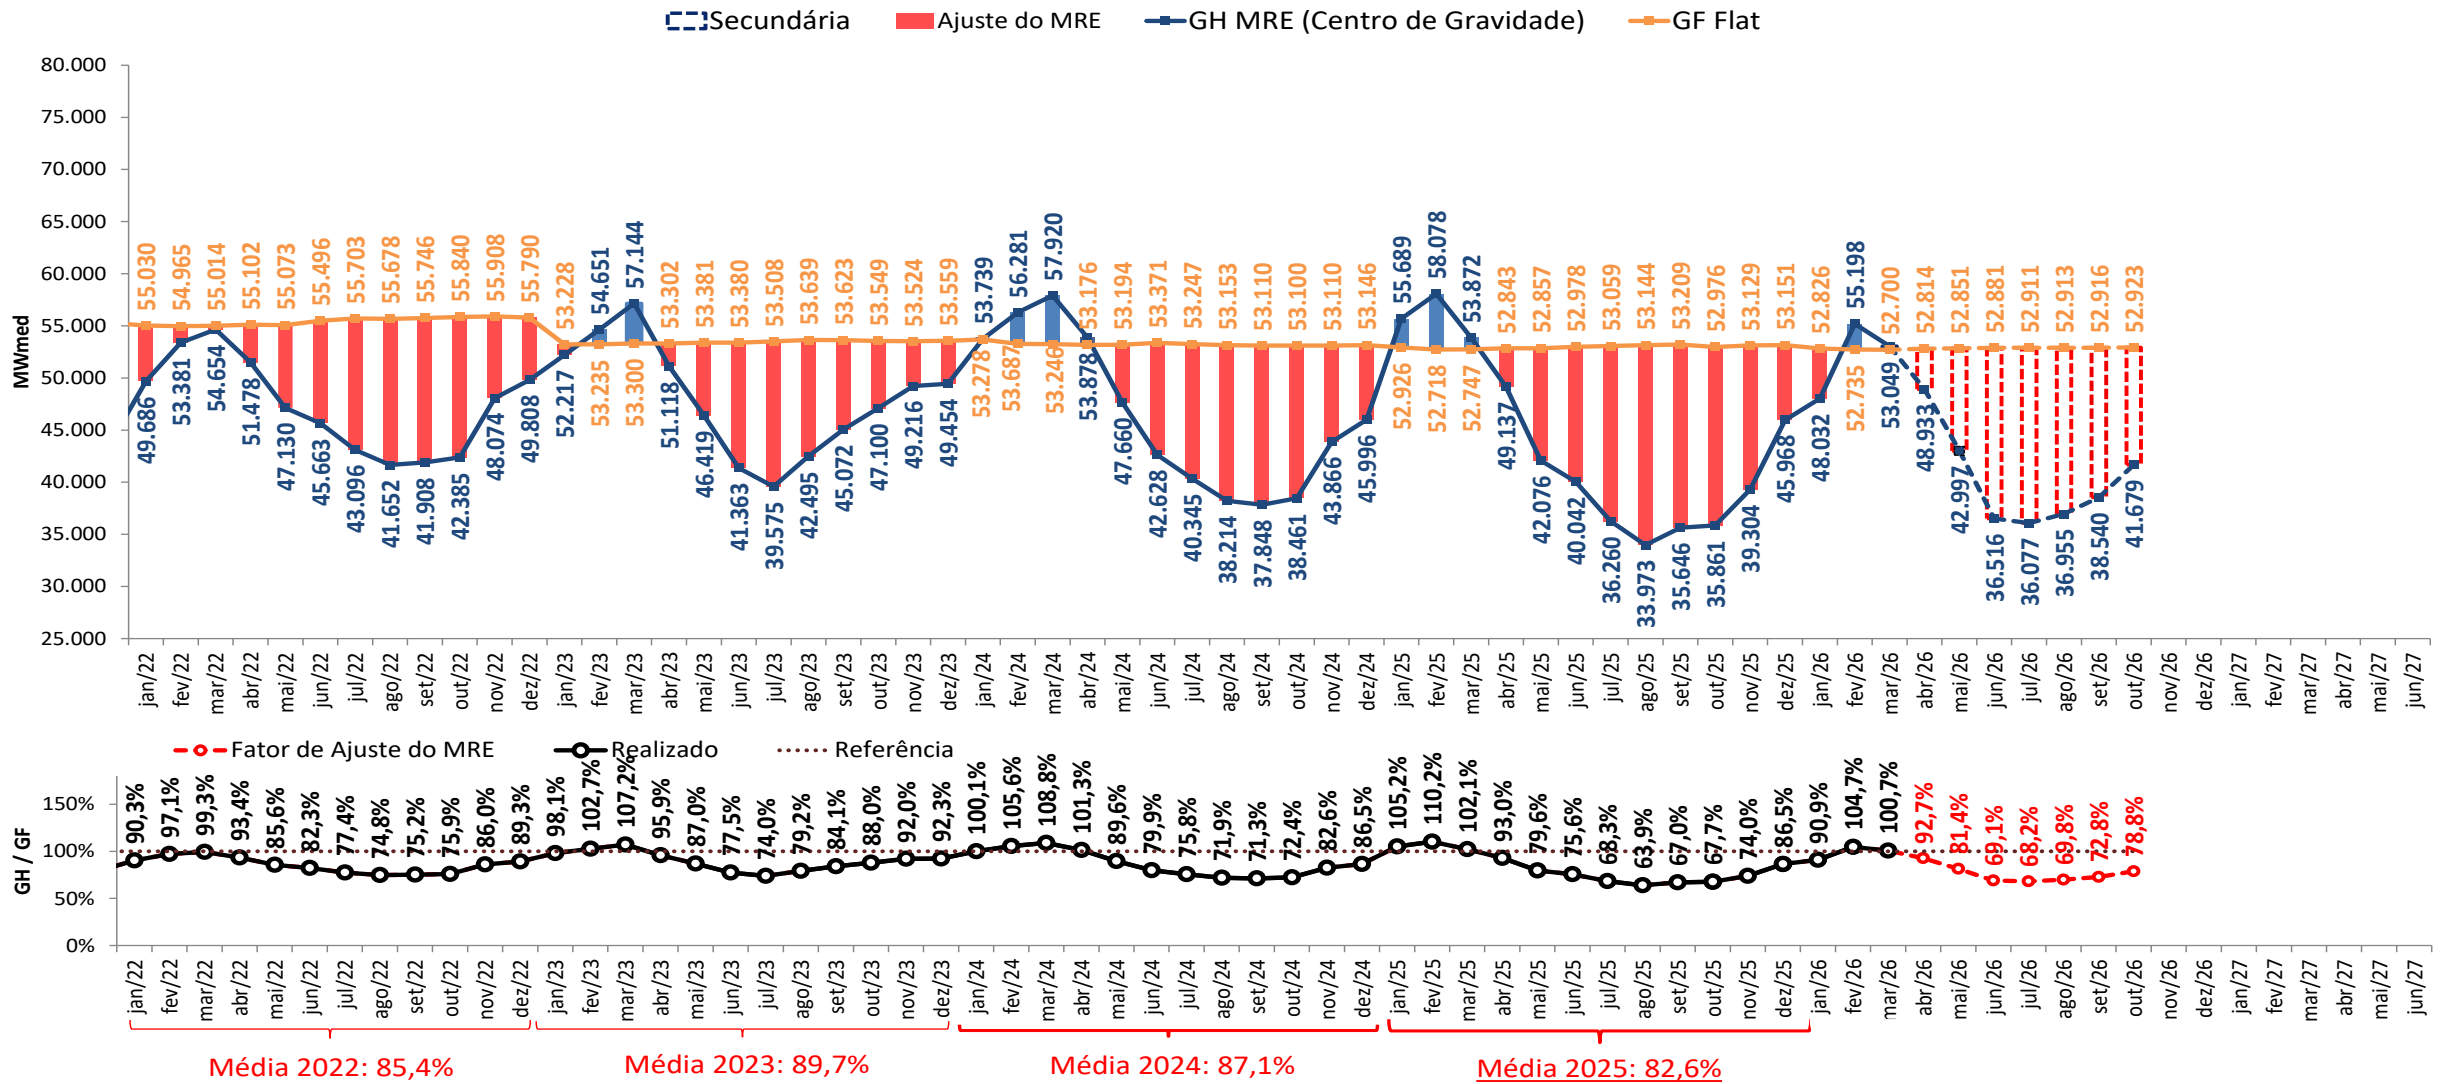 Secundária Ajuste do MRE GH MRE (Centro de Gravidade) GF Flat
MWmed
80.000
75.000
70.000
65.000
60.000
55.000
50.000
45.000
40.000
35.000
30.000
25.000
55.030 54.965 55.014 55.102 55.073 55.496 55.703 55.678 55.746 55.840 55.908 55.790 53.228 53.235 53.300 53.302 53.381 53.380 53.508 53.639 53.623 53.549 53.524 53.559 53.278 53.687 53.246 53.176 53.194 53.371 53.247 53.153 53.110 53.100 53.110 53.146 52.926 52.718 52.747 52.843 52.857 52.978 53.059 53.144 53.209 52.976 53.129 53.151 52.826 52.735 52.700 52.814 52.851 52.881 52.911 52.913 52.916 52.923
49.686 53.381 54.654 51.478 47.130 45.663 43.096 41.652 41.908 42.385 48.074 49.808 52.217 54.651 57.144 51.118 46.419 41.363 39.575 42.495 45.072 47.100 49.216 49.454 53.739 56.281 57.920 53.878 47.660 42.628 40.345 38.214 37.848 38.461 43.866 45.996 55.689 58.078 53.872 49.137 42.076 40.042 36.260 33.973 35.646 35.861 39.304 45.968 48.032 55.198 53.049 48.933 42.997 36.516 36.077 36.955 38.540 41.679
jan/22 fev/22 mar/22 abr/22 mai/22 jun/22 jul/22 ago/22 set/22 out/22 nov/22 dez/22 jan/23 fev/23 mar/23 abr/23 mai/23 jun/23 jul/23 ago/23 set/23 out/23 nov/23 dez/23 jan/24 fev/24 mar/24 abr/24 mai/24 jun/24 jul/24 ago/24 set/24 out/24 nov/24 dez/24 jan/25 fev/25 mar/25 abr/25 mai/25 jun/25 jul/25 ago/25 set/25 out/25 nov/25 dez/25 jan/26 fev/26 mar/26 abr/26 mai/26 jun/26 jul/26 ago/26 set/26 out/26 nov/26 dez/26 jan/27 fev/27 mar/27 abr/27 mai/27 jun/27
Fator de Ajuste do MRE Realizado Referência
GH / GF
150%
100%
50%
0%
90,3% 97,1% 99,3% 93,4% 85,6% 82,3% 77,4% 74,8% 75,2% 75,9% 86,0% 89,3% 98,1% 102,7% 107,2% 95,9% 87,0% 77,5% 74,0% 79,2% 84,1% 88,0% 92,0% 92,3% 100,1% 105,6% 108,8% 101,3% 89,6% 79,9% 75,8% 71,9% 71,3% 72,4% 82,6% 86,5% 105,2% 110,2% 102,1% 93,0% 79,6% 75,6% 68,3% 63,9% 67,0% 67,7% 74,0% 86,5% 90,9% 104,7% 100,7% 92,7% 81,4% 69,1% 68,2% 69,8% 72,8% 78,8%
jan/22 fev/22 mar/22 abr/22 mai/22 jun/22 jul/22 ago/22 set/22 out/22 nov/22 dez/22 jan/23 fev/23 mar/23 abr/23 mai/23 jun/23 jul/23 ago/23 set/23 out/23 nov/23 dez/23 jan/24 fev/24 mar/24 abr/24 mai/24 jun/24 jul/24 ago/24 set/24 out/24 nov/24 dez/24 jan/25 fev/25 mar/25 abr/25 mai/25 jun/25 jul/25 ago/25 set/25 out/25 nov/25 dez/25 jan/26 fev/26 mar/26 abr/26 mai/26 jun/26 jul/26 ago/26 set/26 out/26 nov/26 dez/26 jan/27 fev/27 mar/27 abr/27 mai/27 jun/27
Média 2022: 85,4% Média 2023: 89,7% Média 2024: 87,1% Média 2025: 82,6%